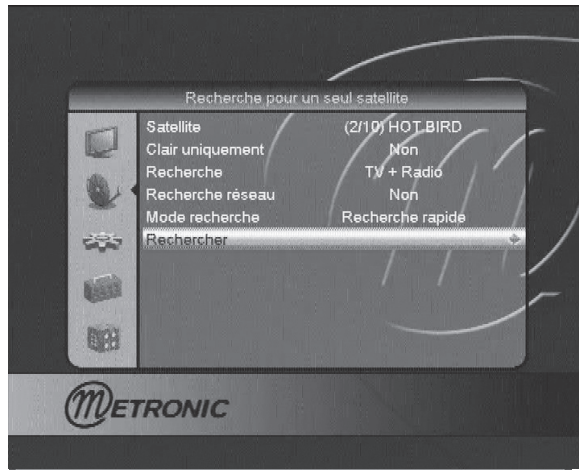 Recherche pour un seul satellite
Satellite (2/10) HOT BIRD
Clair uniquement Non
Recherche TV + Radio
Recherche réseau Non
Mode recherche Recherche rapide
Rechercher
METRONIC